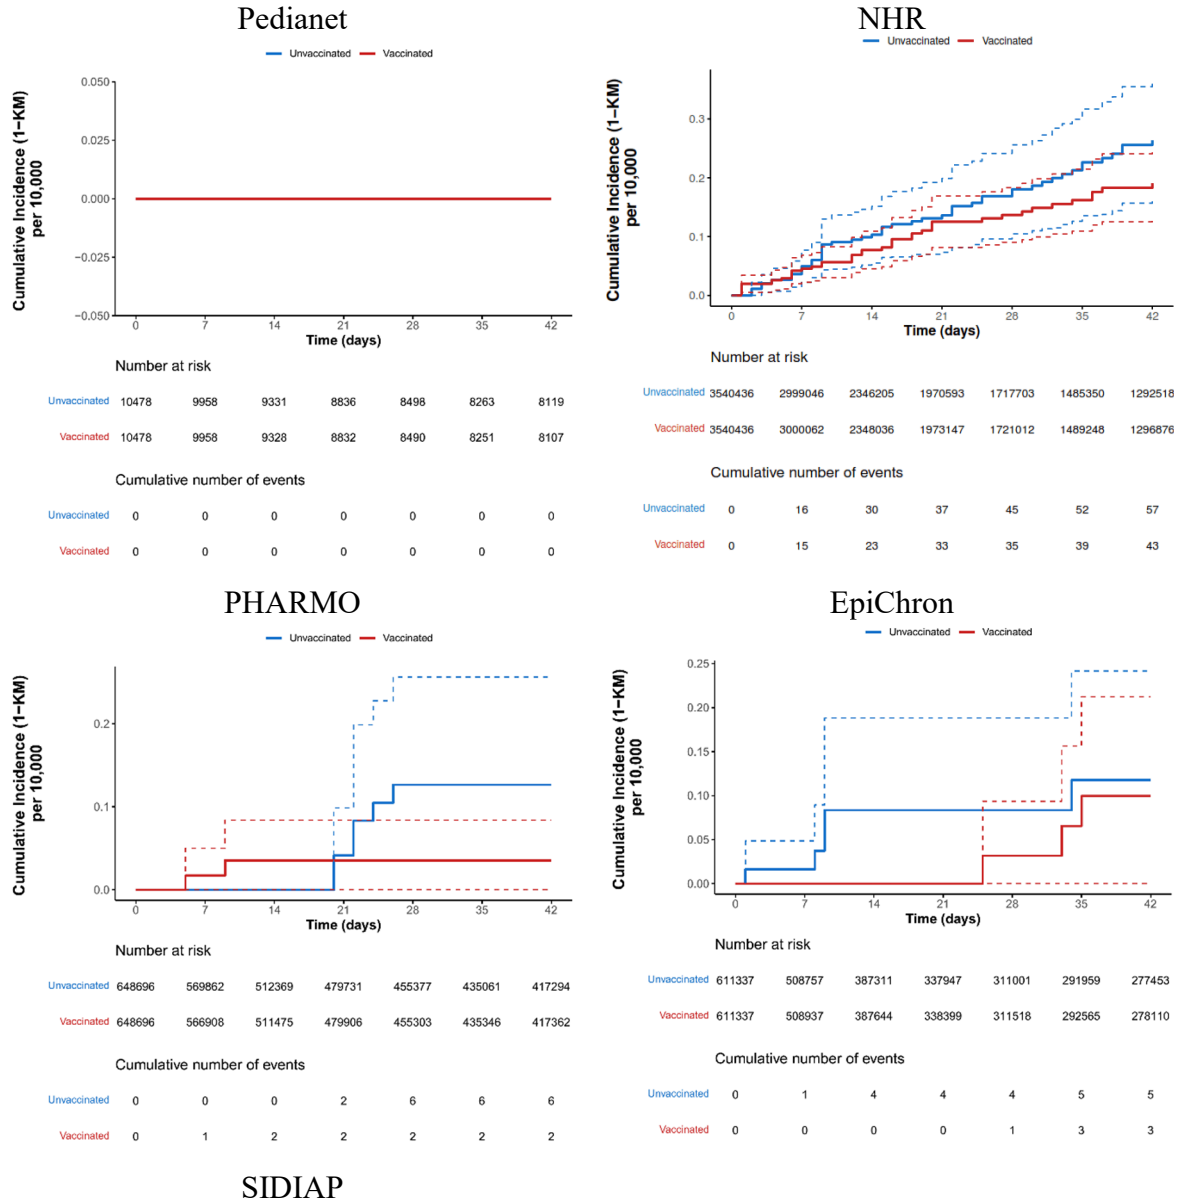 Pedianet
Unvaccinated Vaccinated
Cumulative Incidence (1−KM)
per 10,000
0.050
0.025
0.000
−0.025
−0.050
0 7 14 21 28 35 42
Time (days)
Number at risk
Unvaccinated 10478 9958 9331 8836 8498 8263 8119
Vaccinated 10478 9958 9328 8832 8490 8251 8107
Cumulative number of events
Unvaccinated 0 0 0 0 0 0 0
Vaccinated 0 0 0 0 0 0 0
NHR
Unvaccinated Vaccinated
Cumulative Incidence (1−KM)
per 10,000
0.3
0.2
0.1
0.0
0 7 14 21 28 35 42
Time (days)
Number at risk
Unvaccinated 3540436 2999046 2346205 1970593 1717703 1485350 1292518
Vaccinated 3540436 3000062 2348036 1973147 1721012 1489248 1296876
Cumulative number of events
Unvaccinated 0 16 30 37 45 52 57
Vaccinated 0 15 23 33 35 39 43
PHARMO
Unvaccinated Vaccinated
Cumulative Incidence (1−KM)
per 10,000
0.2
0.1
0.0
0 7 14 21 28 35 42
Time (days)
Number at risk
Unvaccinated 648696 569862 512369 479731 455377 435061 417294
Vaccinated 648696 566908 511475 479906 455303 435346 417362
Cumulative number of events
Unvaccinated 0 0 0 2 6 6 6
Vaccinated 0 1 2 2 2 2 2
EpiChron
Unvaccinated Vaccinated
Cumulative Incidence (1−KM)
per 10,000
0.25
0.20
0.15
0.10
0.05
0.00
0 7 14 21 28 35 42
Time (days)
Number at risk
Unvaccinated 611337 508757 387311 337947 311001 291959 277453
Vaccinated 611337 508937 387644 338399 311518 292565 278110
Cumulative number of events
Unvaccinated 0 1 4 4 4 5 5
Vaccinated 0 0 0 0 1 3 3
SIDIAP